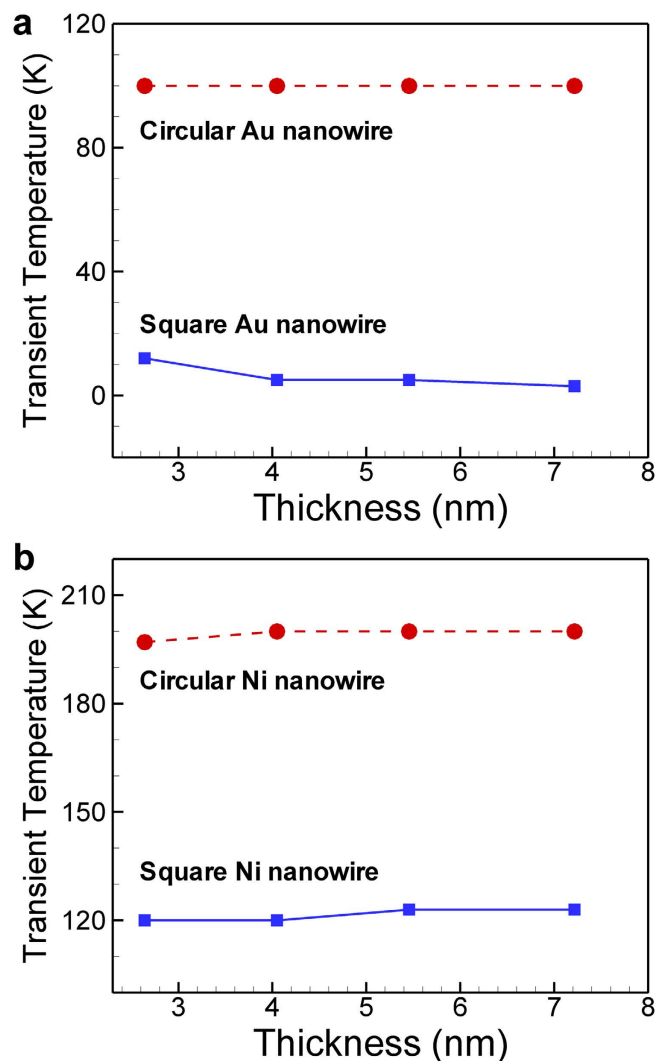 a
Transient Temperature (K)
120
80
40
0
Circular Au nanowire
Square Au nanowire
3 4 5 6 7 8
Thickness (nm)
b
Transient Temperature (K)
210
180
150
120
Circular Ni nanowire
Square Ni nanowire
3 4 5 6 7 8
Thickness (nm)